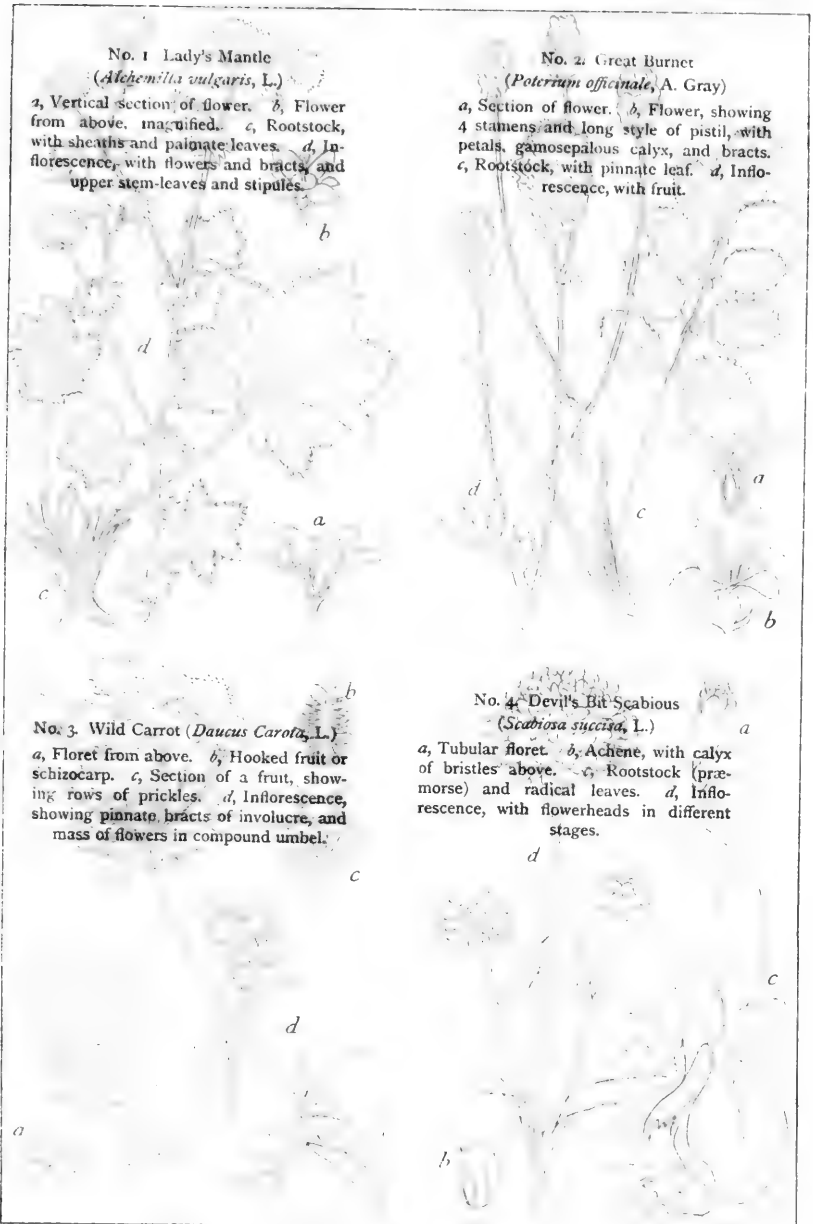 No. 1 Lady's Mantle
(Alchemilla vulgaris, L.)
a, Vertical section of flower. b, Flower
from above, magnified. c, Rootstock,
with sheaths and palmate leaves. d, In-
florescence, with flowers and bracts, and
upper stem-leaves and stipules.
b
d
a
c
No. 2. Great Burnet
(Poterium officinale, A. Gray)
a, Section of flower. b, Flower, showing
4 stamens and long style of pistil, with
petals, gamosepalous calyx, and bracts.
c, Rootstock, with pinnate leaf. d, Inflo-
rescence, with fruit.
a
d
c
b
b
No. 3. Wild Carrot (Daucus Carota, L.)
a, Floret from above. b, Hooked fruit or
schizocarp. c, Section of a fruit, show-
ing rows of prickles. d, Inflorescence,
showing pinnate bracts of involucre, and
mass of flowers in compound umbel.
c
d
a
No. 4. Devil's Bit Scabious
(Scabiosa succisa, L.)
a
a, Tubular floret. b, Achene, with calyx
of bristles above. c, Rootstock (præ-
morse) and radical leaves. d, Inflo-
rescence, with flowerheads in different
stages.
d
c
b